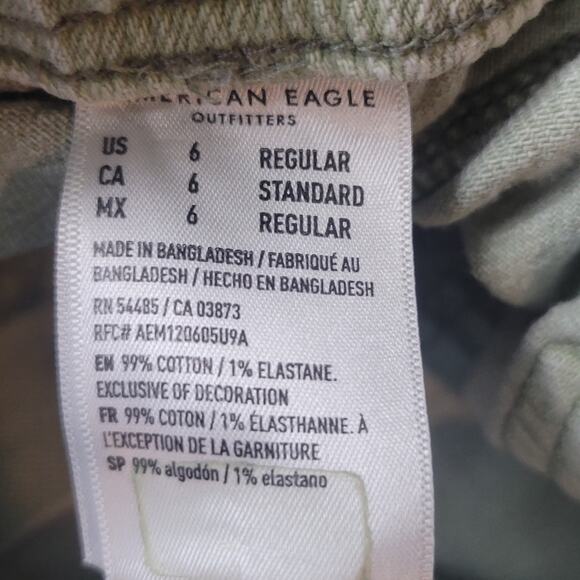 AMERICAN EAGLE
OUTFITTERS
US 6 REGULAR
CA 6 STANDARD
MX 6 REGULAR
MADE IN BANGLADESH / FABRIQUÉ AU
BANGLADESH / HECHO EN BANGLADESH
RN 54485 / CA 03873
RFC# AEM120605U9A
EN 99% COTTON / 1% ELASTANE.
EXCLUSIVE OF DECORATION
FR 99% COTON / 1% ÉLASTHANNE. À
L'EXCEPTION DE LA GARNITURE
SP 99% algodón / 1% elastano